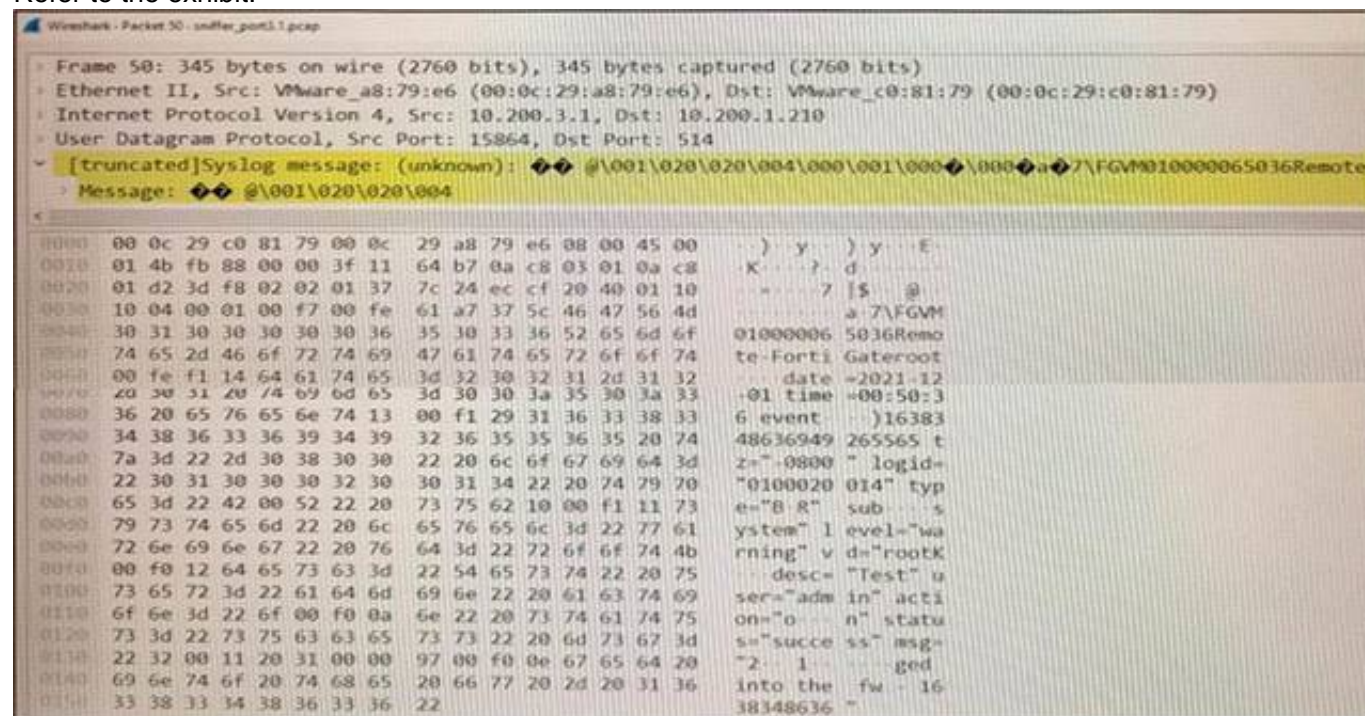 Refer to the exhibit.
Wireshark - Packet 50 - sniffer_port3.1.pcap
Frame 50: 345 bytes on wire (2760 bits), 345 bytes captured (2760 bits)
Ethernet II, Src: VMware_a8:79:e6 (00:0c:29:a8:79:e6), Dst: VMware_c0:81:79 (00:0c:29:c0:81:79)
Internet Protocol Version 4, Src: 10.200.3.1, Dst: 10.200.1.210
User Datagram Protocol, Src Port: 15864, Dst Port: 514
[truncated]Syslog message: (unknown): �� @\001\020\020\004\000\001\000�\000�a�7\FGVM010000065036Remote
Message: �� @\001\020\020\004
0000 00 0c 29 c0 81 79 00 0c 29 a8 79 e6 08 00 45 00 ··)··y·· )·y···E·
0010 01 4b fb 88 00 00 3f 11 64 b7 0a c8 03 01 0a c8 ·K····?· d·······
0020 01 d2 3d f8 02 02 01 37 7c 24 ec cf 20 40 01 10 ··=····7 |$·· @··
0030 10 04 00 01 00 f7 00 fe 61 a7 37 5c 46 47 56 4d ········ a·7\FGVM
0040 30 31 30 30 30 30 30 36 35 30 33 36 52 65 6d 6f 01000006 5036Remo
0050 74 65 2d 46 6f 72 74 69 47 61 74 65 72 6f 6f 74 te-Forti Gateroot
0060 00 fe f1 14 64 61 74 65 3d 32 30 32 31 2d 31 32 ····date =2021-12
0070 2d 30 31 20 74 69 6d 65 3d 30 30 3a 35 30 3a 33 -01 time =00:50:3
0080 36 20 65 76 65 6e 74 13 00 f1 29 31 36 33 38 33 6 event· ··)16383
0090 34 38 36 33 36 39 34 39 32 36 35 35 36 35 20 74 48636949 265565 t
00a0 7a 3d 22 2d 30 38 30 30 22 20 6c 6f 67 69 64 3d z="-0800 " logid=
00b0 22 30 31 30 30 30 32 30 30 31 34 22 20 74 79 70 "0100020 014" typ
00c0 65 3d 22 42 00 52 22 20 73 75 62 10 00 f1 11 73 e="B·R" sub····s
00d0 79 73 74 65 6d 22 20 6c 65 76 65 6c 3d 22 77 61 ystem" l evel="wa
00e0 72 6e 69 6e 67 22 20 76 64 3d 22 72 6f 6f 74 4b rning" v d="rootK
00f0 00 f0 12 64 65 73 63 3d 22 54 65 73 74 22 20 75 ···desc= "Test" u
0100 73 65 72 3d 22 61 64 6d 69 6e 22 20 61 63 74 69 ser="adm in" acti
0110 6f 6e 3d 22 6f 00 f0 0a 6e 22 20 73 74 61 74 75 on="o··· n" statu
0120 73 3d 22 73 75 63 63 65 73 73 22 20 6d 73 67 3d s="succe ss" msg=
0130 22 32 00 11 20 31 00 00 97 00 f0 0e 67 65 64 20 "2·· 1·· ····ged
0140 69 6e 74 6f 20 74 68 65 20 66 77 20 2d 20 31 36 into the fw - 16
0150 33 38 33 34 38 36 33 36 22 38348636 "